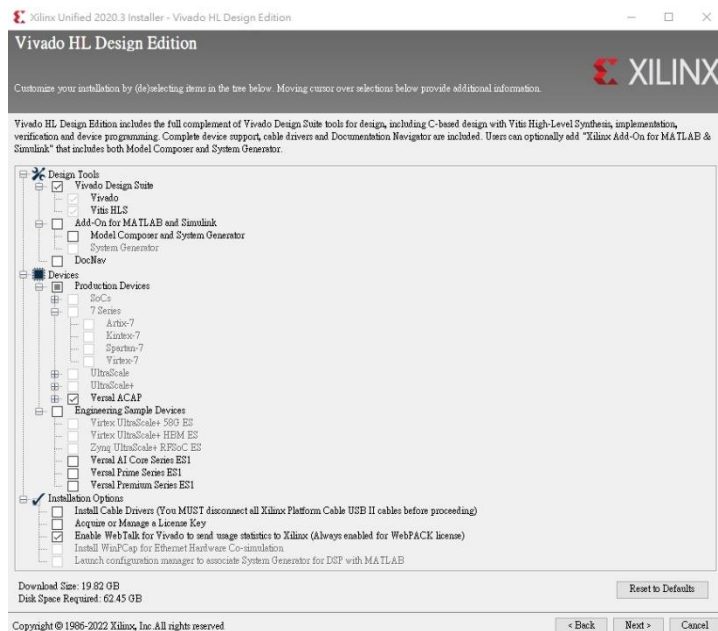 Xilinx Unified 2020.3 Installer - Vivado HL Design Edition
Vivado HL Design Edition
XILINX
Customize your installation by (de)selecting items in the tree below. Moving cursor over selections below provide additional information.
Vivado HL Design Edition includes the full complement of Vivado Design Suite tools for design, including C-based design with Vitis High-Level Synthesis, implementation,
verification and device programming. Complete device support, cable drivers and Documentation Navigator are included. Users can optionally add "Xilinx Add-On for MATLAB &
Simulink" that includes both Model Composer and System Generator.
Design Tools
Vivado Design Suite
Vivado
Vitis HLS
Add-On for MATLAB and Simulink
Model Composer and System Generator
System Generator
DocNav
Devices
Production Devices
SoCs
7 Series
Artix-7
Kintex-7
Spartan-7
Virtex-7
UltraScale
UltraScale+
Versal ACAP
Engineering Sample Devices
Virtex UltraScale+ 58G ES
Virtex UltraScale+ HBM ES
Zynq UltraScale+ RFSoC ES
Versal AI Core Series ES1
Versal Prime Series ES1
Versal Premium Series ES1
Installation Options
Install Cable Drivers (You MUST disconnect all Xilinx Platform Cable USB II cables before proceeding)
Acquire or Manage a License Key
Enable WebTalk for Vivado to send usage statistics to Xilinx (Always enabled for WebPACK license)
Install WinPCap for Ethernet Hardware Co-simulation
Launch configuration manager to associate System Generator for DSP with MATLAB
Download Size: 19.82 GB
Disk Space Required: 62.45 GB
Reset to Defaults
Copyright © 1986-2022 Xilinx, Inc. All rights reserved
< Back
Next >
Cancel